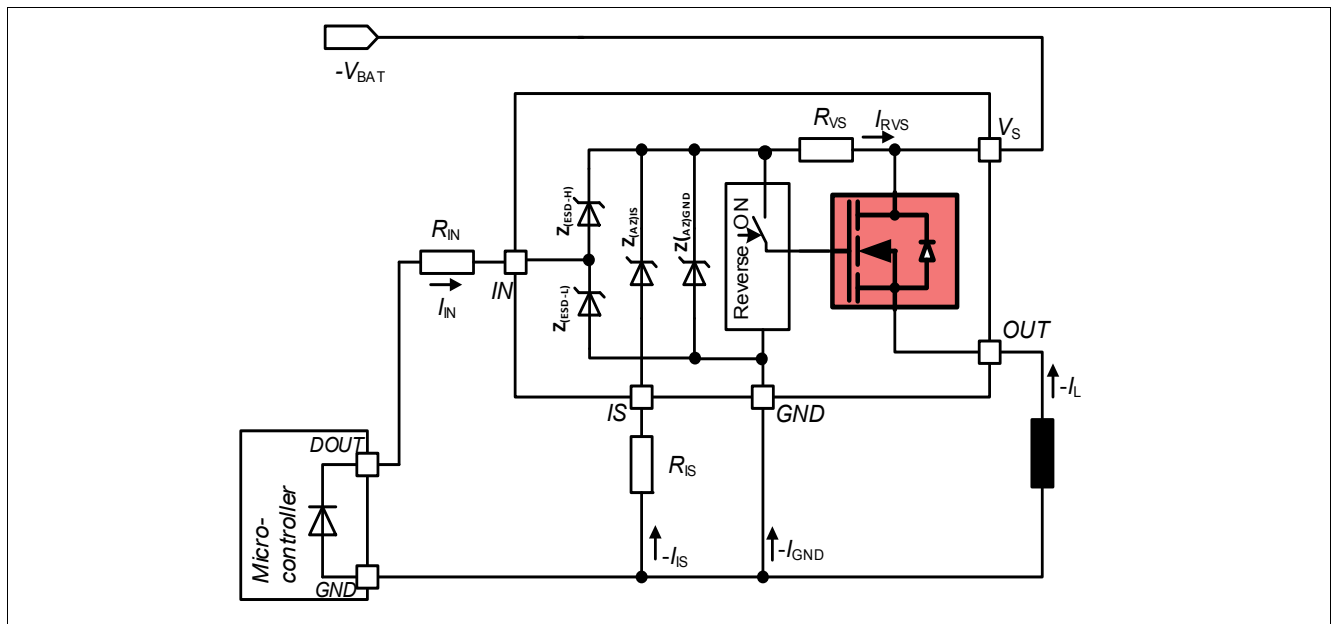 -VBAT
RVS
IRVS
VS
Z(ESD-H)
Z(AZ)IS
Z(AZ)GND
Reverse ON
RIN
IN
IIN
Z(ESD-L)
OUT
-IL
IS
GND
DOUT
RIS
Micro-
controller
-IIS
-IGND
GND